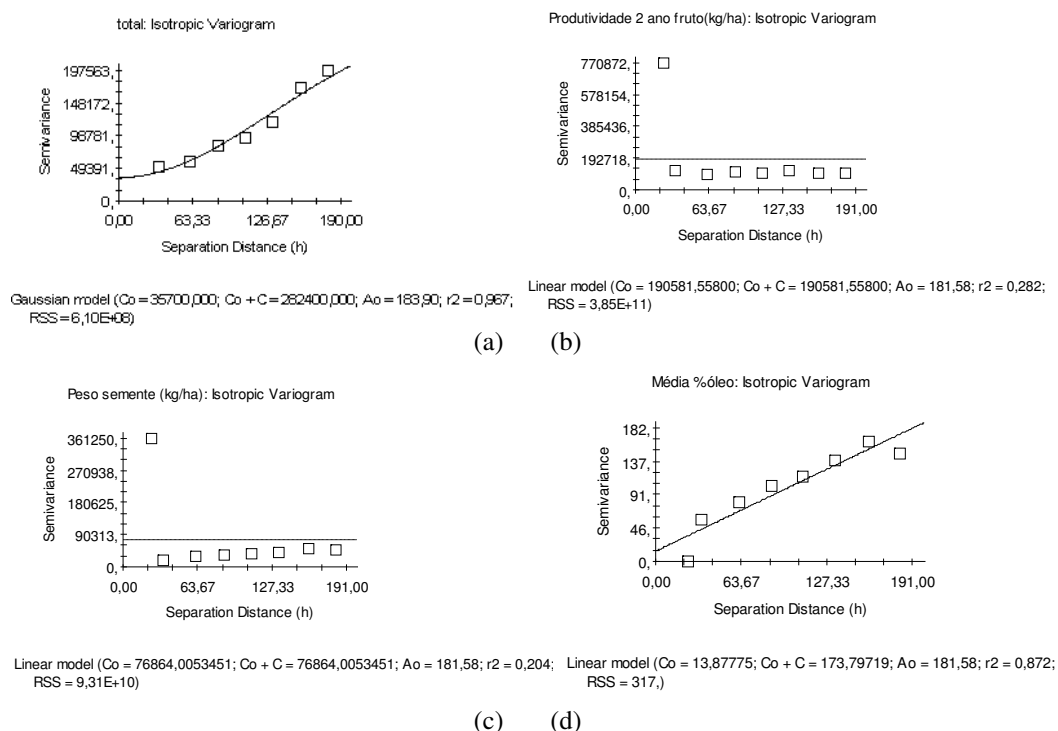 total: Isotropic Variogram
197563,
148172,
98781,
49391,
0,
Semivariance
0,00 63,33 126,67 190,00
Separation Distance (h)
Gaussian model (Co = 35700,000; Co + C = 282400,000; Ao = 183,90; r2 = 0,967;
RSS = 6,10E+08)
(a)
Produtividade 2 ano fruto(kg/ha): Isotropic Variogram
770872,
578154,
385436,
192718,
0,
Semivariance
0,00 63,67 127,33 191,00
Separation Distance (h)
Linear model (Co = 190581,55800; Co + C = 190581,55800; Ao = 181,58; r2 = 0,282;
RSS = 3,85E+11)
(b)
Peso semente (kg/ha): Isotropic Variogram
361250,
270938,
180625,
90313,
0,
Semivariance
0,00 63,67 127,33 191,00
Separation Distance (h)
Linear model (Co = 76864,0053451; Co + C = 76864,0053451; Ao = 181,58; r2 = 0,204;
RSS = 9,31E+10)
(c)
Média %óleo: Isotropic Variogram
182,
137,
91,
46,
0,
Semivariance
0,00 63,67 127,33 191,00
Separation Distance (h)
Linear model (Co = 13,87775; Co + C = 173,79719; Ao = 181,58; r2 = 0,872;
RSS = 317,)
(d)